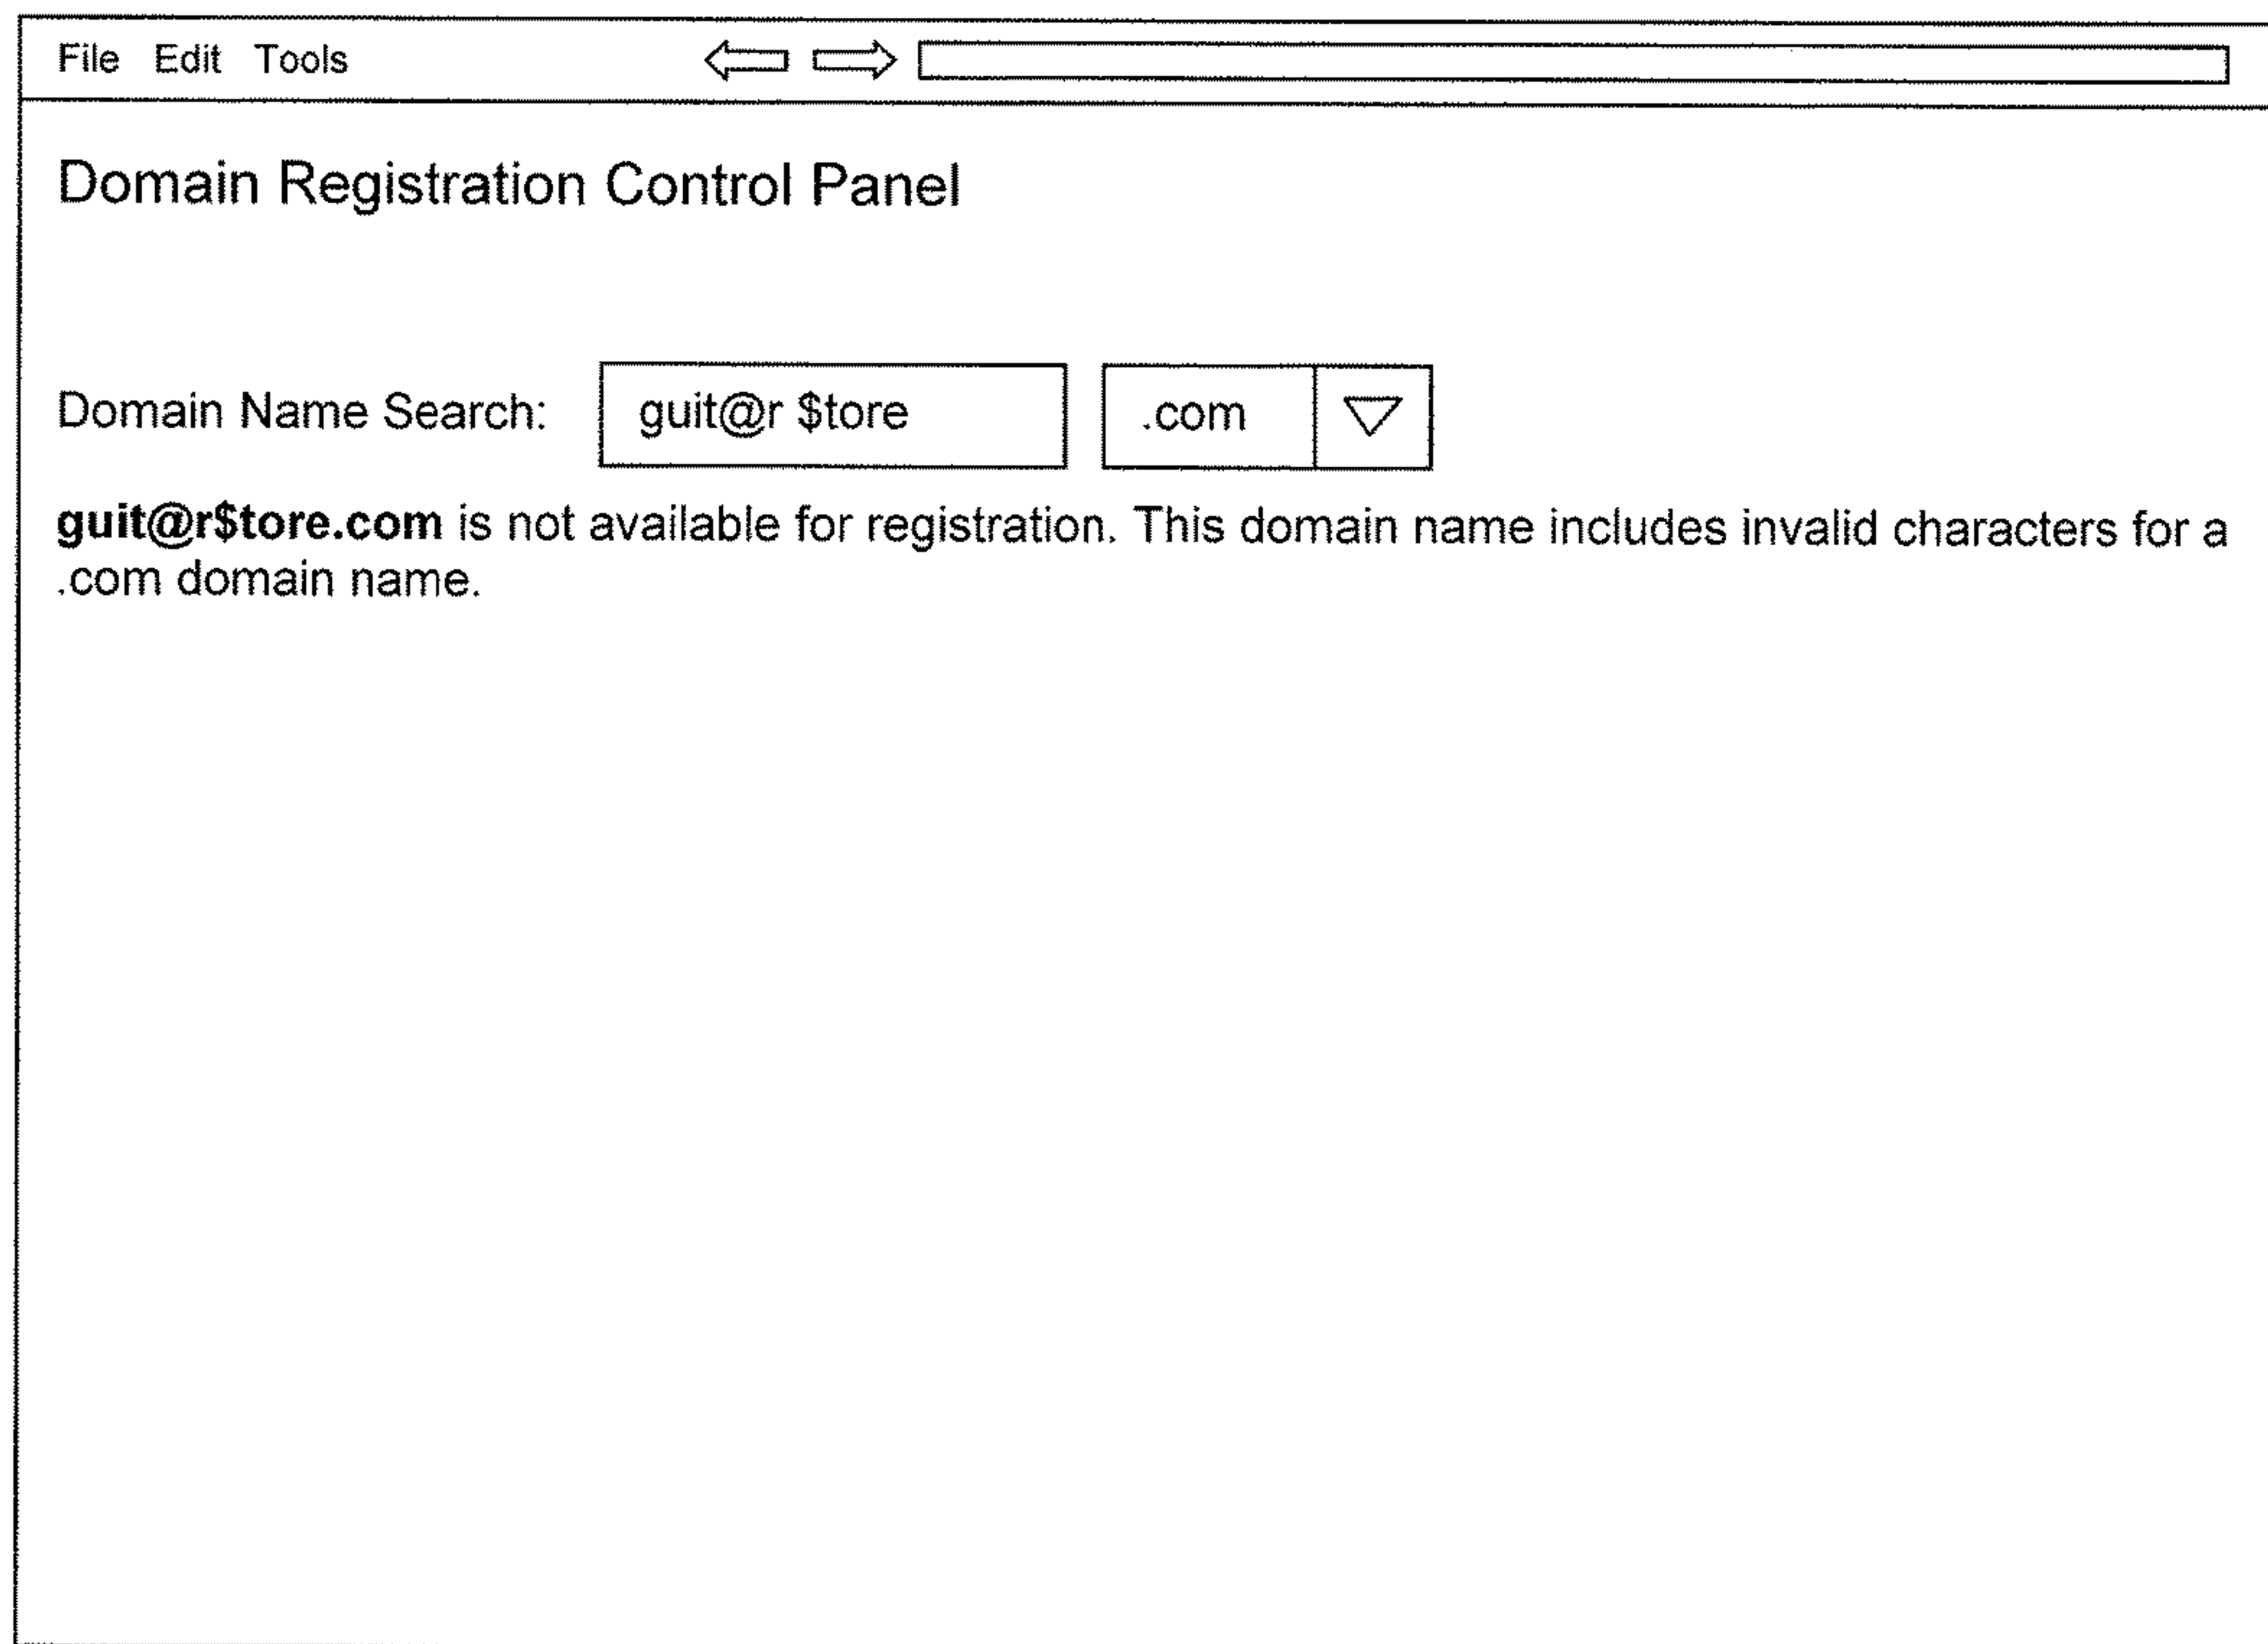 File Edit Tools
Domain Registration Control Panel
Domain Name Search: guit@r $tore .com
guit@r$tore.com is not available for registration. This domain name includes invalid characters for a
.com domain name.